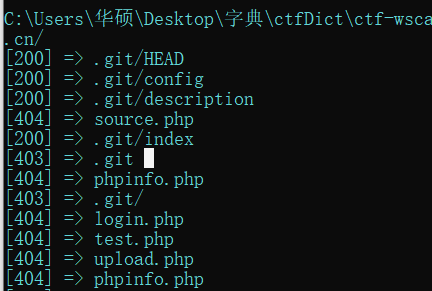 C:\Users\华硕\Desktop\字典\ctfDict\ctf-wsca
.cn/
[200] => .git/HEAD
[200] => .git/config
[200] => .git/description
[404] => source.php
[200] => .git/index
[403] => .git
[404] => phpinfo.php
[403] => .git/
[404] => login.php
[404] => test.php
[404] => upload.php
[404] => phpinfo.php